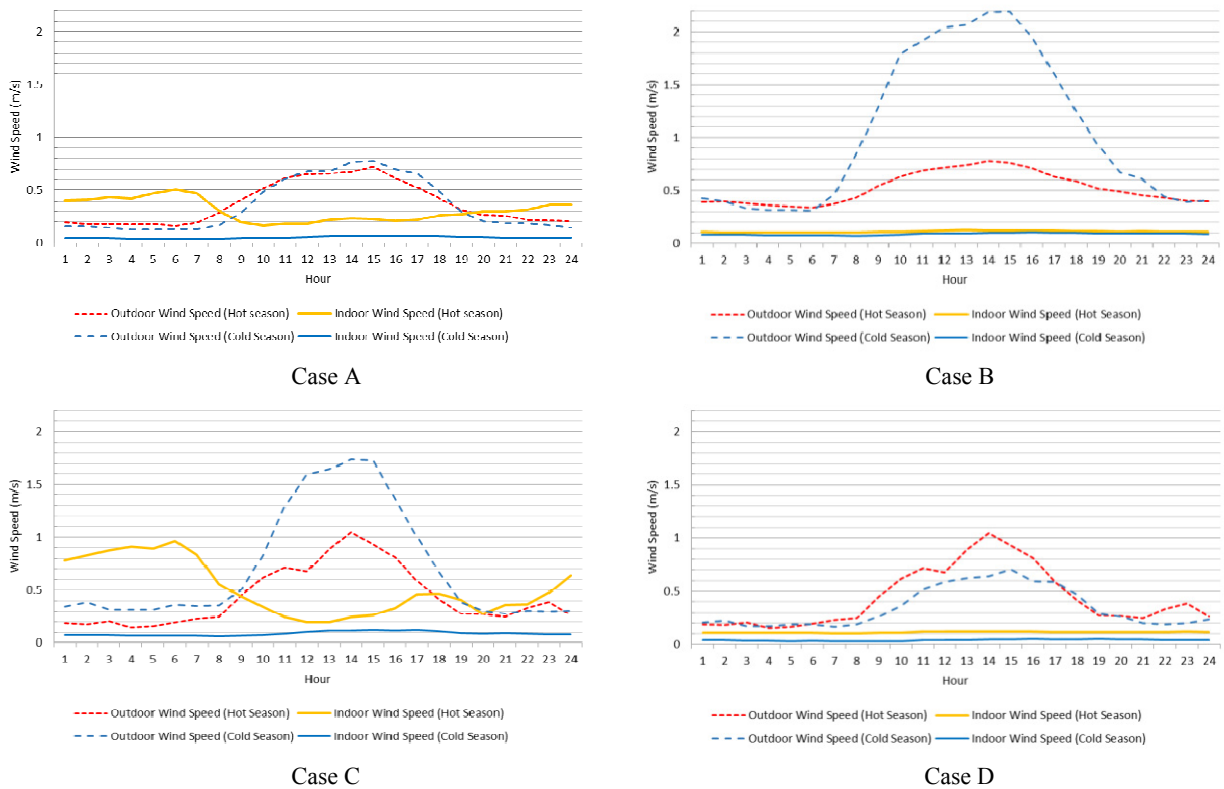 2
1.5
1
0.5
0
Wind Speed (m/s)
1 2 3 4 5 6 7 8 9 10 11 12 13 14 15 16 17 18 19 20 21 22 23 24
Hour
Outdoor Wind Speed (Hot season) Indoor Wind Speed (Hot season)
Outdoor Wind Speed (Cold Season) Indoor Wind Speed (Cold Season)
Case A
2
1.5
1
0.5
0
Wind Speed (m/s)
1 2 3 4 5 6 7 8 9 10 11 12 13 14 15 16 17 18 19 20 21 22 23 24
Hour
Outdoor Wind Speed (Hot Season) Indoor Wind Speed (Hot Season)
Outdoor Wind Speed (Cold Season) Indoor Wind Speed (Cold Season)
Case B
2
1.5
1
0.5
0
Wind Speed (m/s)
1 2 3 4 5 6 7 8 9 10 11 12 13 14 15 16 17 18 19 20 21 22 23 24
Hour
Outdoor Wind Speed (Hot Season) Indoor Wind Speed (Hot Season)
Outdoor Wind Speed (Cold Season) Indoor Wind Speed (Cold Season)
Case C
2
1.5
1
0.5
0
Wind Speed (m/s)
1 2 3 4 5 6 7 8 9 10 11 12 13 14 15 16 17 18 19 20 21 22 23 24
Hour
Outdoor Wind Speed (Hot Season) Indoor Wind Speed (Hot Season)
Outdoor Wind Speed (Cold Season) Indoor Wind Speed (Cold Season)
Case D